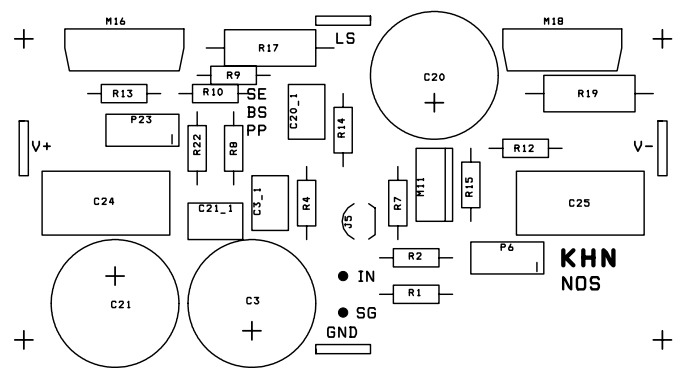 M16
M18
LS
R17
R9
C20
R13
R10
SE
R19
BS
C20_1
P23
R14
PP
V+
R22
R8
R12
V-
C24
C3_1
R4
R7
M11
R15
C25
C21_1
J5
R2
P6
KHN
IN
NOS
C21
C3
R1
SG
GND